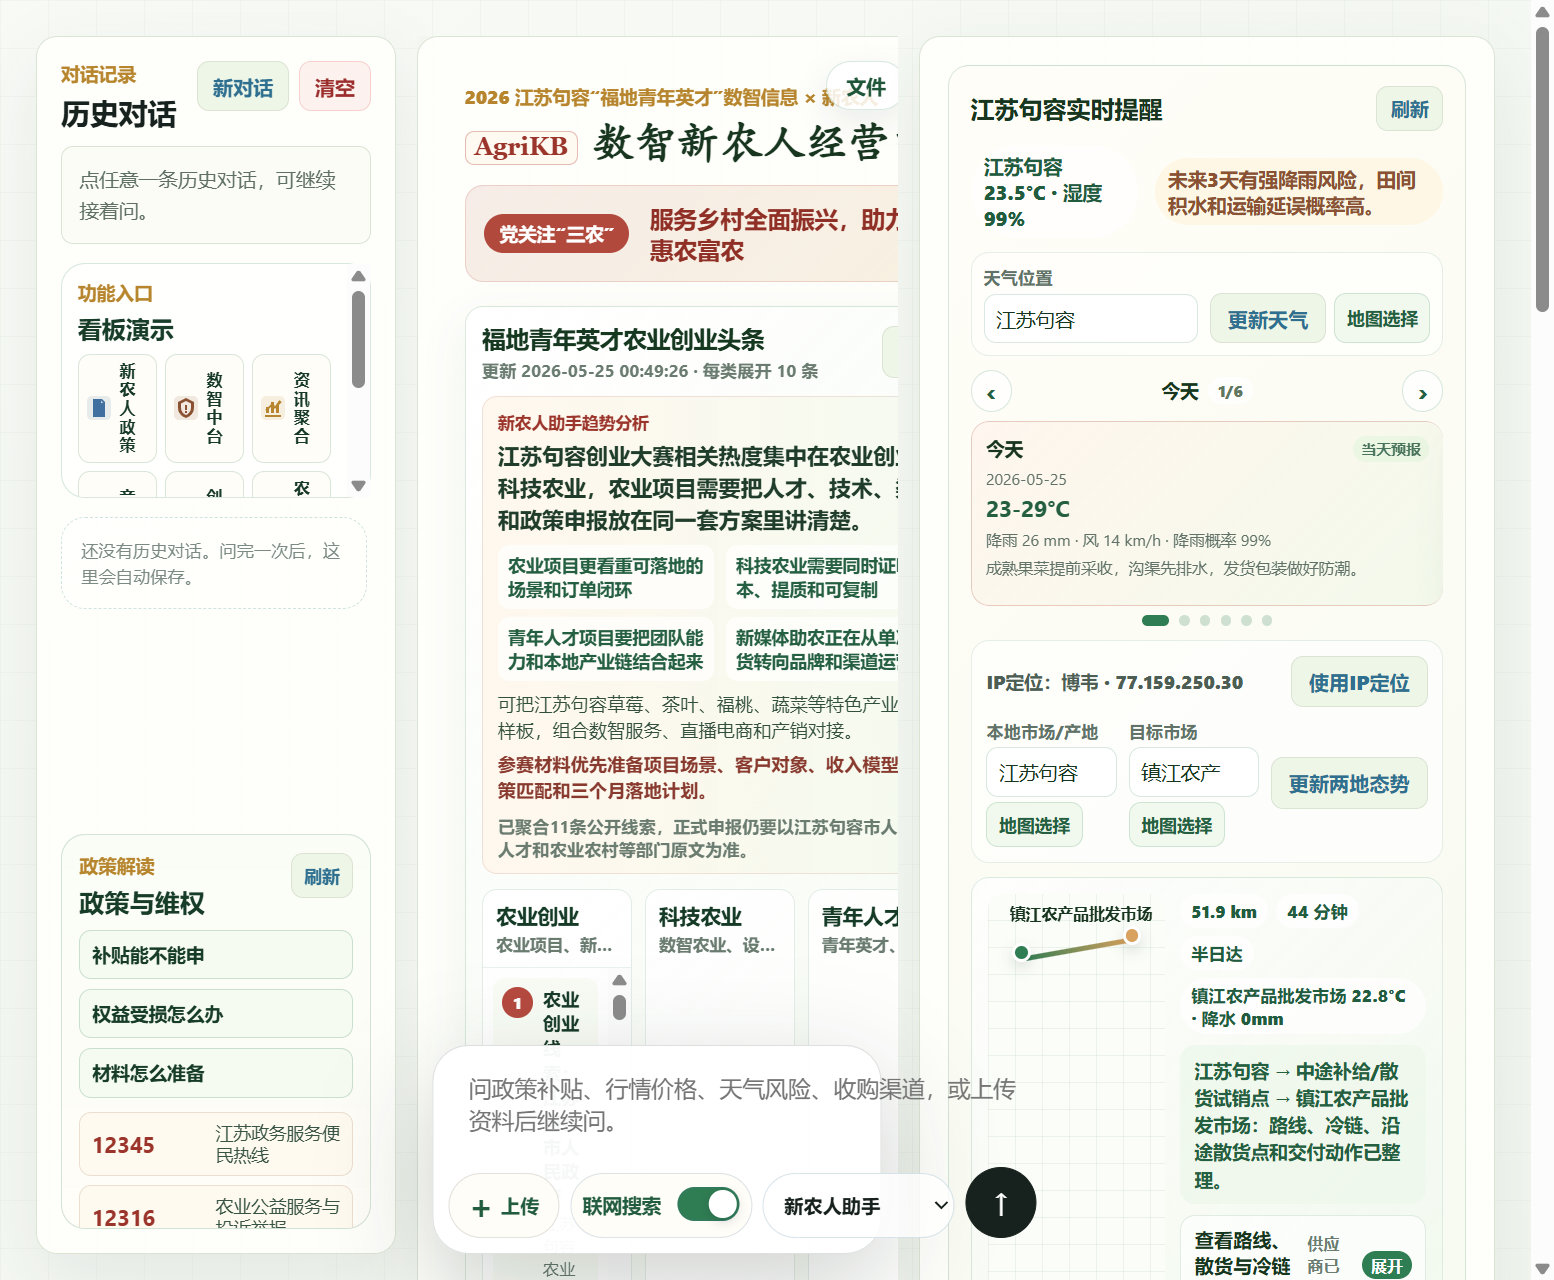 对话记录
历史对话
新对话
清空
点任意一条历史对话，可继续
接着问。
功能入口
看板演示
新农人政策
数智中台
资讯聚合
农
还没有历史对话。问完一次后，这
里会自动保存。
政策解读
政策与维权
刷新
补贴能不能申
权益受损怎么办
材料怎么准备
12345
江苏政务服务便
民热线
12316
农业公益服务与
投诉举报
文件
2026 江苏句容“福地青年英才”数智信息 × 新农人
AgriKB
数智新农人经营
党关注“三农”
服务乡村全面振兴，助力
惠农富农
福地青年英才农业创业头条
更新 2026-05-25 00:49:26 · 每类展开 10 条
新农人助手趋势分析
江苏句容创业大赛相关热度集中在农业创业
科技农业，农业项目需要把人才、技术、
和政策申报放在同一套方案里讲清楚。
农业项目更看重可落地的
场景和订单闭环
科技农业需要同时证
本、提质和可复制
青年人才项目要把团队能
力和本地产业链结合起来
新媒体助农正在从单
货转向品牌和渠道运
可把江苏句容草莓、茶叶、福桃、蔬菜等特色产业
样板，组合数智服务、直播电商和产销对接。
参赛材料优先准备项目场景、客户对象、收入模型
策匹配和三个月落地计划。
已聚合11条公开线索，正式申报仍要以江苏句容市人
人才和农业农村等部门原文为准。
农业创业
农业项目、新...
科技农业
数智农业、设...
青年人才
青年英才、
1
农业
创业
线
市人
民政
农业
问政策补贴、行情价格、天气风险、收购渠道，或上传
资料后继续问。
+ 上传
联网搜索
新农人助手
↑
江苏句容实时提醒
刷新
江苏句容
23.5℃ · 湿度
99%
未来3天有强降雨风险，田间
积水和运输延误概率高。
天气位置
江苏句容
更新天气
地图选择
‹
今天 1/6
›
今天
当天预报
2026-05-25
23-29℃
降雨 26 mm · 风 14 km/h · 降雨概率 99%
成熟果菜提前采收，沟渠先排水，发货包装做好防潮。
IP定位：博韦 · 77.159.250.30
使用IP定位
本地市场/产地
目标市场
江苏句容
镇江农产
更新两地态势
地图选择
地图选择
镇江农产品批发市场
51.9 km
44 分钟
半日达
镇江农产品批发市场 22.8℃
· 降水 0mm
江苏句容 → 中途补给/散
货试销点 → 镇江农产品批
发市场：路线、冷链、沿
途散货点和交付动作已整
理。
查看路线、
散货与冷链
供应
商已
展开